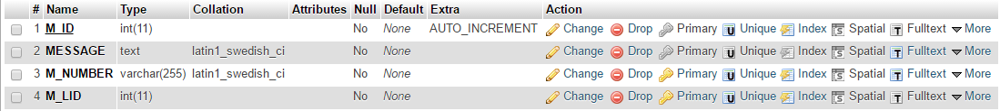 # Name Type Collation Attributes Null Default Extra Action
1 M_ID int(11) No None AUTO_INCREMENT Change Drop Primary Unique Index Spatial Fulltext More
2 MESSAGE text latin1_swedish_ci No None Change Drop Primary Unique Index Spatial Fulltext More
3 M_NUMBER varchar(255) latin1_swedish_ci No None Change Drop Primary Unique Index Spatial Fulltext More
4 M_LID int(11) No None Change Drop Primary Unique Index Spatial Fulltext More